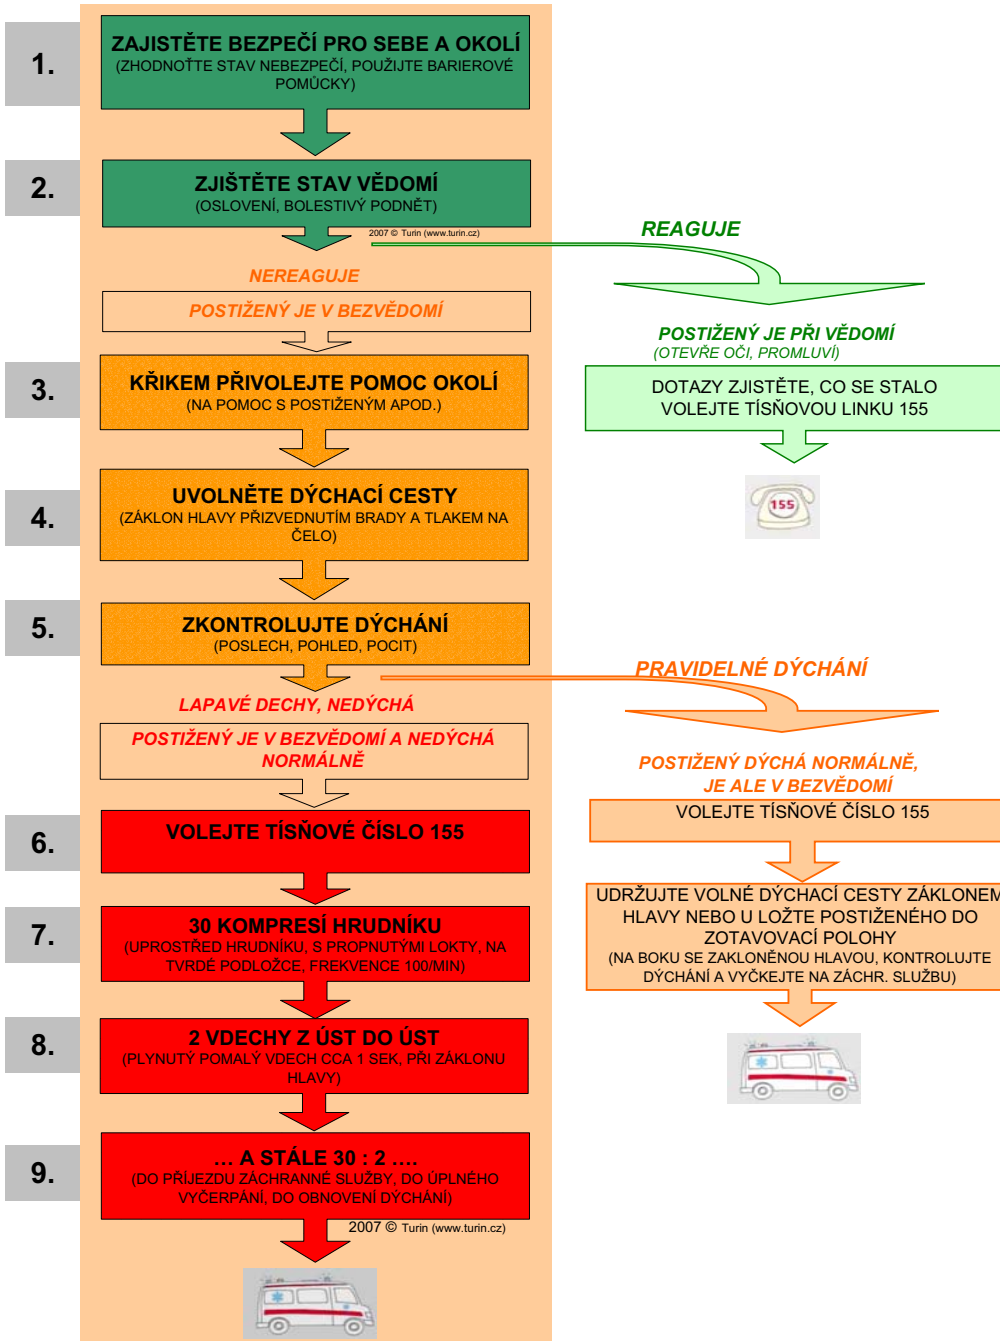 1.
ZAJISTĚTE BEZPEČÍ PRO SEBE A OKOLÍ
(ZHODNOŤTE STAV NEBEZPEČÍ, POUŽIJTE BARIEROVÉ
POMŮCKY)
2.
ZJIŠTĚTE STAV VĚDOMÍ
(OSLOVENÍ, BOLESTIVÝ PODNĚT)
2007 © Turin (www.turin.cz)
REAGUJE
NEREAGUJE
POSTIŽENÝ JE V BEZVĚDOMÍ
POSTIŽENÝ JE PŘI VĚDOMÍ
(OTEVŘE OČI, PROMLUVÍ)
3.
KŘIKEM PŘIVOLEJTE POMOC OKOLÍ
(NA POMOC S POSTIŽENÝM APOD.)
DOTAZY ZJISTĚTE, CO SE STALO
VOLEJTE TÍSŇOVOU LINKU 155
155
4.
UVOLNĚTE DÝCHACÍ CESTY
(ZÁKLON HLAVY PŘIZVEDNUTÍM BRADY A TLAKEM NA
ČELO)
5.
ZKONTROLUJTE DÝCHÁNÍ
(POSLECH, POHLED, POCIT)
PRAVIDELNÉ DÝCHÁNÍ
LAPAVÉ DECHY, NEDÝCHÁ
POSTIŽENÝ JE V BEZVĚDOMÍ A NEDÝCHÁ
NORMÁLNĚ
POSTIŽENÝ DÝCHÁ NORMÁLNĚ,
JE ALE V BEZVĚDOMÍ
VOLEJTE TÍSŇOVÉ ČÍSLO 155
6.
VOLEJTE TÍSŇOVÉ ČÍSLO 155
UDRŽUJTE VOLNÉ DÝCHACÍ CESTY ZÁKLONEM
HLAVY NEBO U LOŽTE POSTIŽENÉHO DO
ZOTAVOVACÍ POLOHY
(NA BOKU SE ZAKLONĚNOU HLAVOU, KONTROLUJTE
DÝCHÁNÍ A VYČKEJTE NA ZÁCHR. SLUŽBU)
7.
30 KOMPRESÍ HRUDNÍKU
(UPROSTŘED HRUDNÍKU, S PROPNUTÝMI LOKTY, NA
TVRDÉ PODLOŽCE, FREKVENCE 100/MIN)
8.
2 VDECHY Z ÚST DO ÚST
(PLYNUTÝ POMALÝ VDECH CCA 1 SEK, PŘI ZÁKLONU
HLAVY)
9.
... A STÁLE 30 : 2 ....
(DO PŘÍJEZDU ZÁCHRANNÉ SLUŽBY, DO ÚPLNÉHO
VYČERPÁNÍ, DO OBNOVENÍ DÝCHÁNÍ)
2007 © Turin (www.turin.cz)